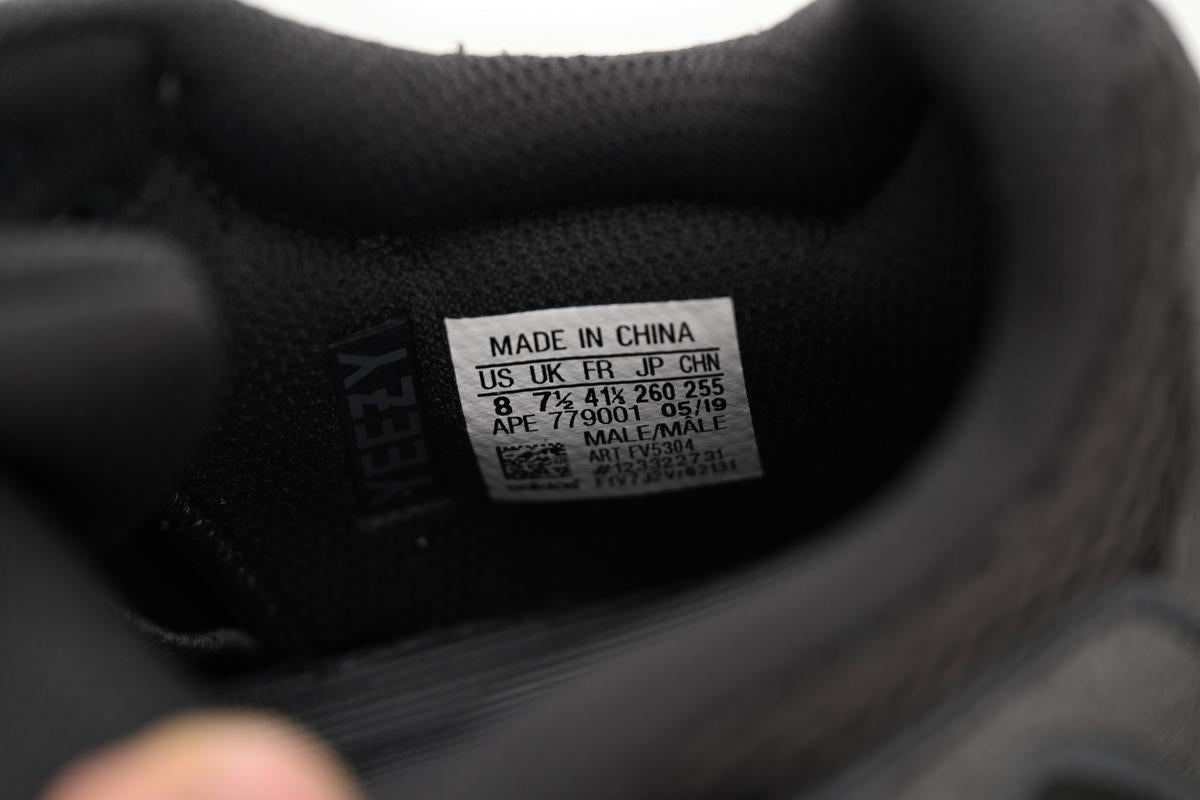 YEEZY
MADE IN CHINA
US UK FR JP CHN
8 7½ 41⅓ 260 255
APE 779001 05/19
MALE/MÂLE
ART FV5304
#123322731